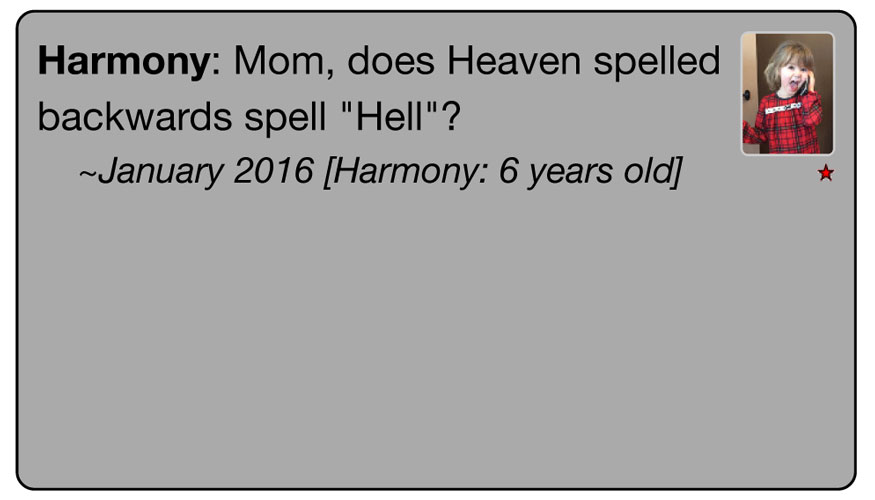 Harmony: Mom, does Heaven spelled
backwards spell "Hell"?
~January 2016 [Harmony: 6 years old]